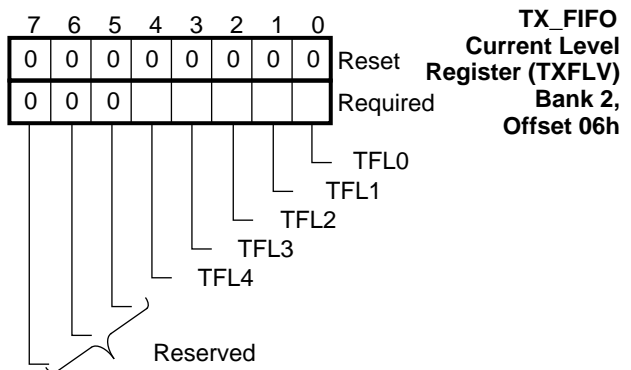 7 6 5 4 3 2 1 0
0 0 0 0 0 0 0 0 Reset
0 0 0 Required
TX_FIFO
Current Level
Register (TXFLV)
Bank 2,
Offset 06h
TFL0
TFL1
TFL2
TFL3
TFL4
Reserved